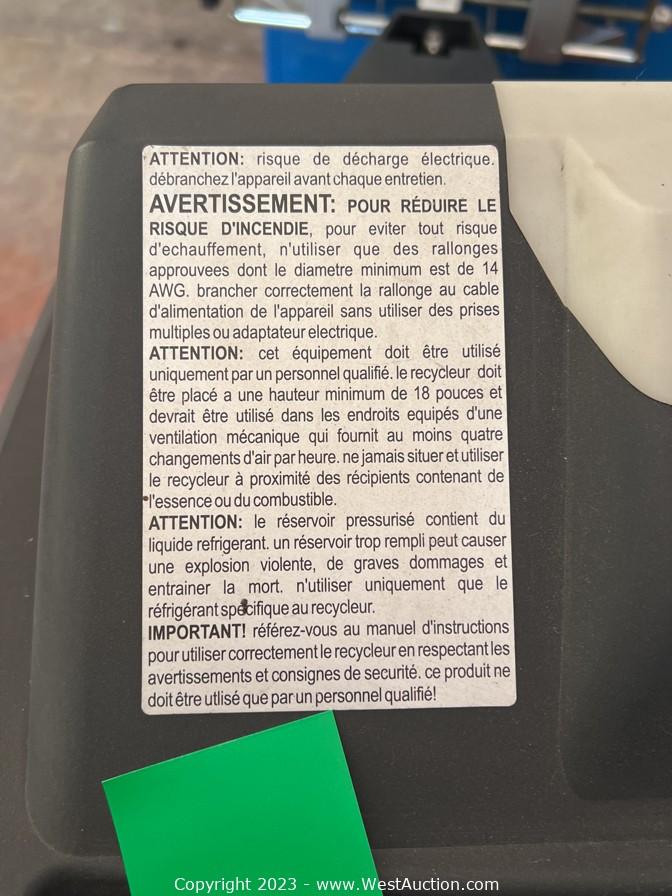 ATTENTION: risque de décharge électrique.
débranchez l'appareil avant chaque entretien.
AVERTISSEMENT: POUR RÉDUIRE LE
RISQUE D'INCENDIE, pour eviter tout risque
d'echauffement, n'utiliser que des rallonges
approuvees dont le diametre minimum est de 14
AWG. brancher correctement la rallonge au cable
d'alimentation de l'appareil sans utiliser des prises
multiples ou adaptateur electrique.
ATTENTION: cet équipement doit être utilisé
uniquement par un personnel qualifié. le recycleur doit
être placé a une hauteur minimum de 18 pouces et
devrait être utilisé dans les endroits equipés d'une
ventilation mécanique qui fournit au moins quatre
changements d'air par heure. ne jamais situer et utiliser
le recycleur à proximité des récipients contenant de
l'essence ou du combustible.
ATTENTION: le réservoir pressurisé contient du
liquide refrigerant. un réservoir trop rempli peut causer
une explosion violente, de graves dommages et
entrainer la mort. n'utiliser uniquement que le
réfrigérant spécifique au recycleur.
IMPORTANT! référez-vous au manuel d'instructions
pour utiliser correctement le recycleur en respectant les
avertissements et consignes de securité. ce produit ne
doit être utlisé que par un personnel qualifié!
Copyright 2023 - www.WestAuction.com